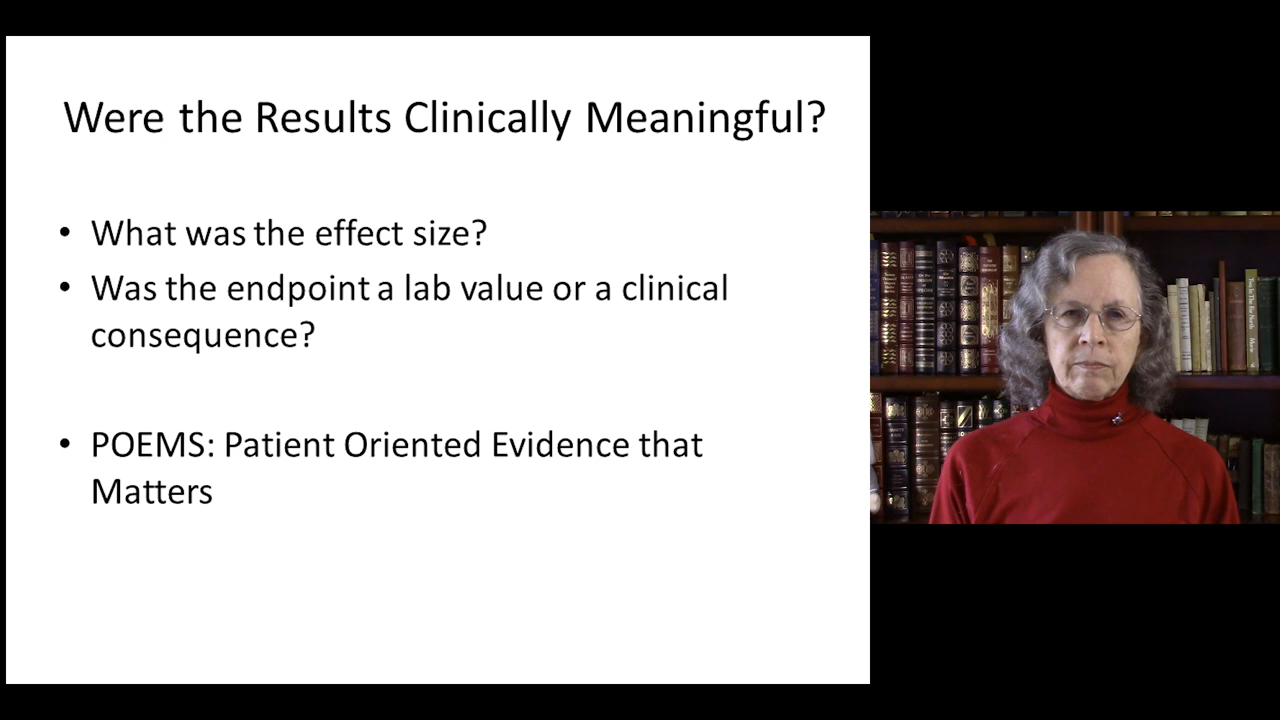 Were the Results Clinically Meaningful?
• What was the effect size?
• Was the endpoint a lab value or a clinical
consequence?
• POEMS: Patient Oriented Evidence that
Matters